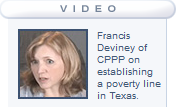 VIDEO
Francis
Deviney of
CPPP on
establishing
a poverty line
in Texas.